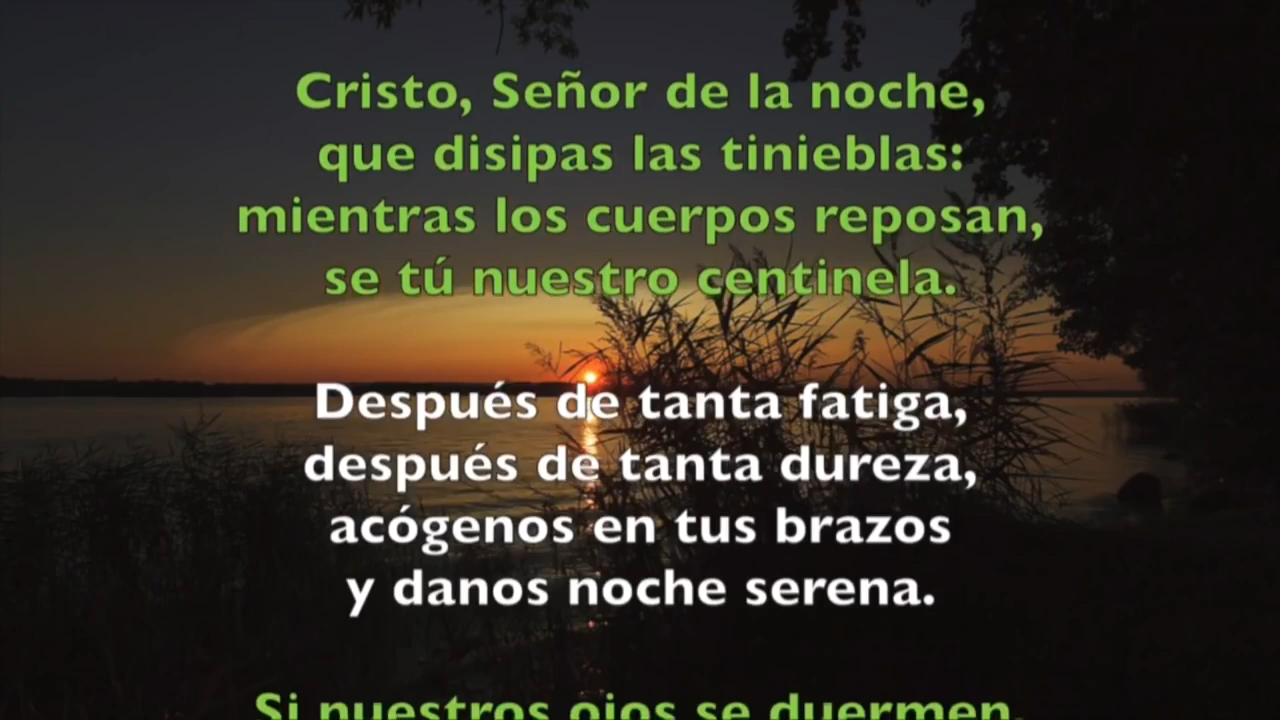 Cristo, Señor de la noche,
que disipas las tinieblas:
mientras los cuerpos reposan,
se tú nuestro centinela.
Después de tanta fatiga,
después de tanta dureza,
acógenos en tus brazos
y danos noche serena.
Si nuestros ojos se duermen,